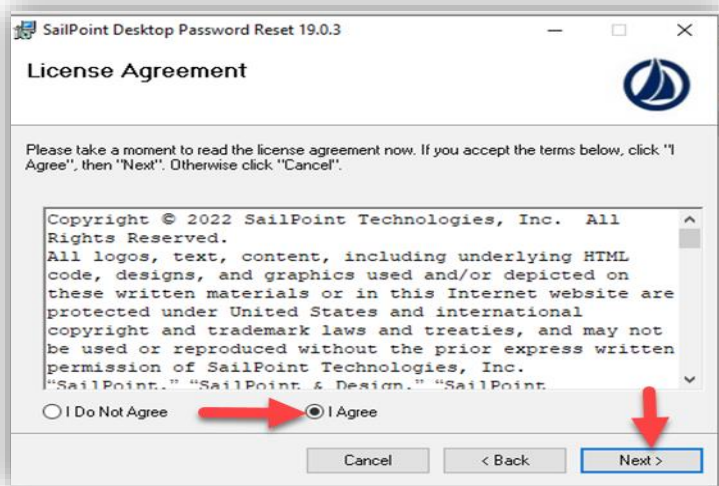 SailPoint Desktop Password Reset 19.0.3
License Agreement
Please take a moment to read the license agreement now. If you accept the terms below, click "I
Agree", then "Next". Otherwise click "Cancel".
Copyright © 2022 SailPoint Technologies, Inc. All
Rights Reserved.
All logos, text, content, including underlying HTML
code, designs, and graphics used and/or depicted on
these written materials or in this Internet website are
protected under United States and international
copyright and trademark laws and treaties, and may not
be used or reproduced without the prior express written
permission of SailPoint Technologies, Inc.
"SailPoint," "SailPoint & Design," "SailPoint
I Do Not Agree I Agree
Cancel < Back Next >